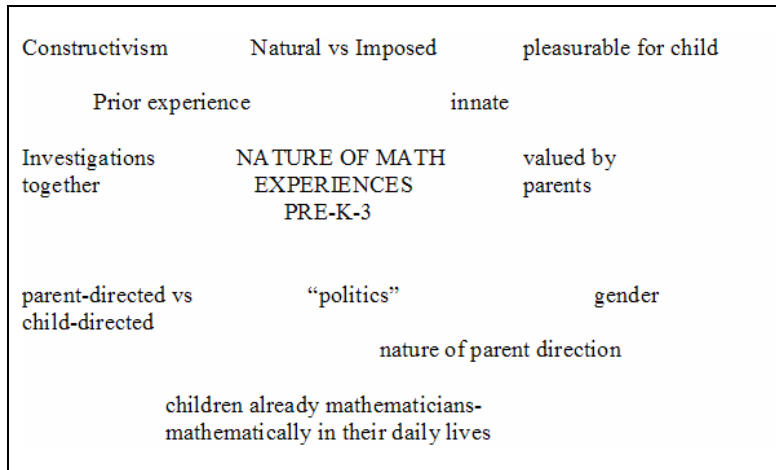 Constructivism Natural vs Imposed pleasurable for child
Prior experience innate
Investigations NATURE OF MATH valued by
together EXPERIENCES parents
PRE-K-3
parent-directed vs “politics” gender
child-directed
nature of parent direction
children already mathematicians-
mathematically in their daily lives